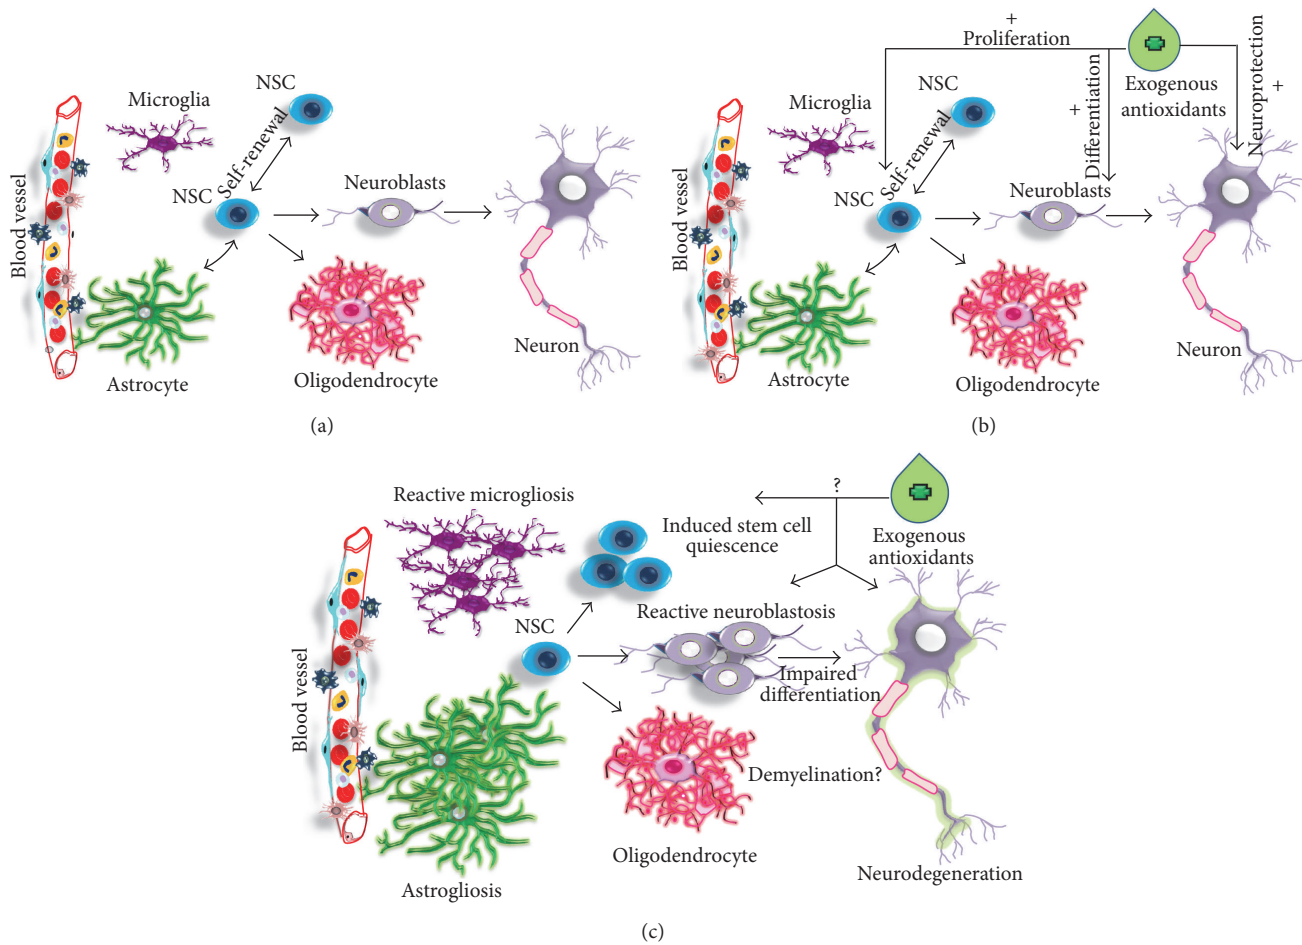 Microglia
NSC
Self-renewal
NSC
Neuroblasts
Blood vessel
Astrocyte
Oligodendrocyte
Neuron
(a)
+
Proliferation
Exogenous
antioxidants
Differentiation
+
Neuroprotection
+
Microglia
NSC
Self-renewal
NSC
Neuroblasts
Blood vessel
Astrocyte
Oligodendrocyte
Neuron
(b)
Reactive microgliosis
?
Induced stem cell
quiescence
Exogenous
antioxidants
NSC
Reactive neuroblastosis
Impaired
differentiation
Blood vessel
Demyelination?
Astrogliosis
Oligodendrocyte
Neurodegeneration
(c)